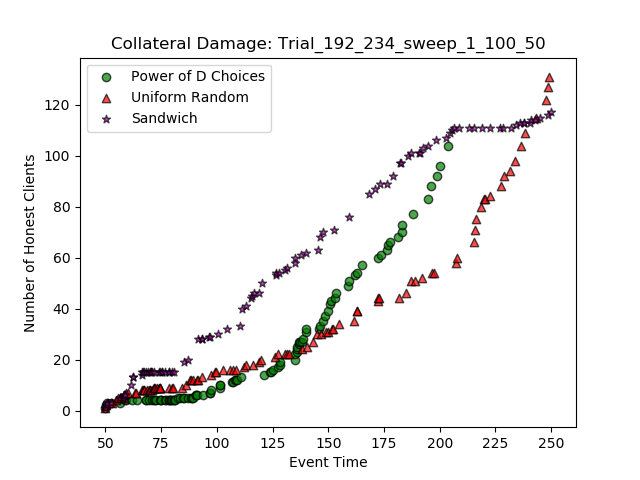 Collateral Damage: Trial_192_234_sweep_1_100_50
Power of D Choices
Uniform Random
Sandwich
Number of Honest Clients
120
100
80
60
40
20
0
50 75 100 125 150 175 200 225 250
Event Time